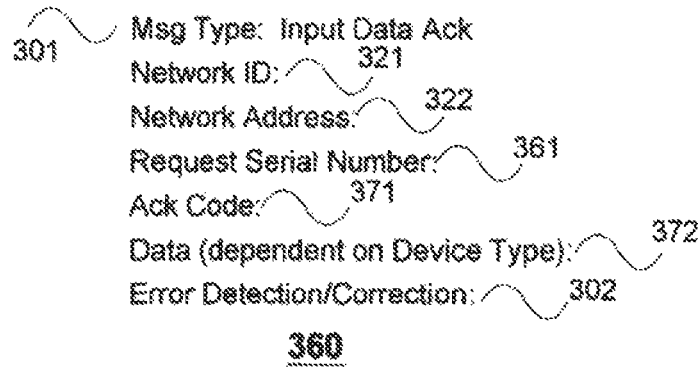 301 Msg Type: Input Data Ack
Network ID: 321
Network Address: 322
Request Serial Number: 361
Ack Code: 371
Data (dependent on Device Type): 372
Error Detection/Correction: 302
360